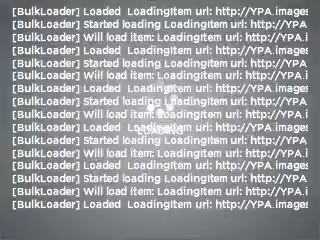 [BulkLoader] Loaded  LoadingItem url: http://YPA.images
[BulkLoader] Started loading LoadingItem url: http://YPA
[BulkLoader] Will load item: LoadingItem url: http://YPA.i
[BulkLoader] Loaded  LoadingItem url: http://YPA.images
[BulkLoader] Started loading LoadingItem url: http://YPA
[BulkLoader] Will load item: LoadingItem url: http://YPA.i
[BulkLoader] Loaded  LoadingItem url: http://YPA.images
[BulkLoader] Started loading LoadingItem url: http://YPA
[BulkLoader] Will load item: LoadingItem url: http://YPA.i
[BulkLoader] Loaded  LoadingItem url: http://YPA.images
LOADING
[BulkLoader] Started loading LoadingItem url: http://YPA
[BulkLoader] Will load item: LoadingItem url: http://YPA.i
[BulkLoader] Loaded  LoadingItem url: http://YPA.images
[BulkLoader] Started loading LoadingItem url: http://YPA
[BulkLoader] Will load item: LoadingItem url: http://YPA.i
[BulkLoader] Loaded  LoadingItem url: http://YPA.images